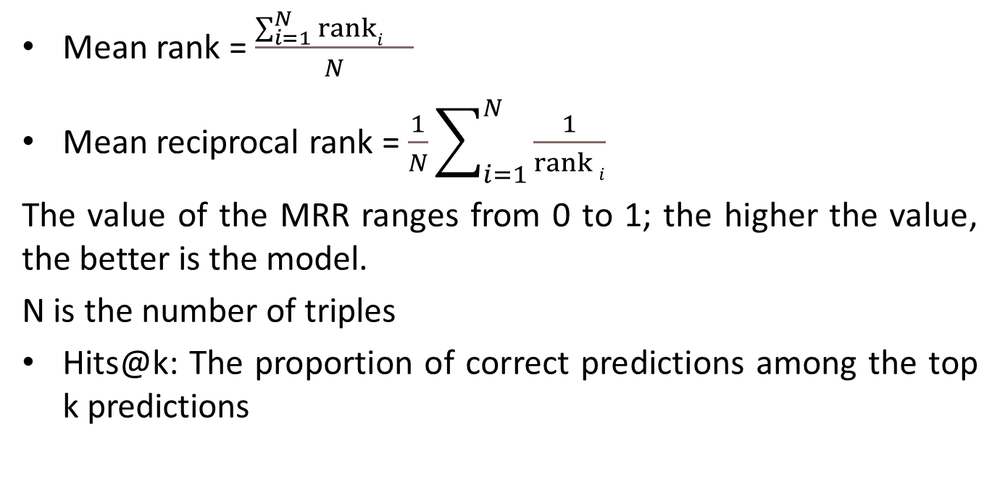 • Mean rank = \frac{\sum_{i=1}^{N} \text{rank}_i}{N}
• Mean reciprocal rank = \frac{1}{N} \sum_{i=1}^{N} \frac{1}{\text{rank}_i}
The value of the MRR ranges from 0 to 1; the higher the value,
the better is the model.
N is the number of triples
• Hits@k: The proportion of correct predictions among the top
k predictions